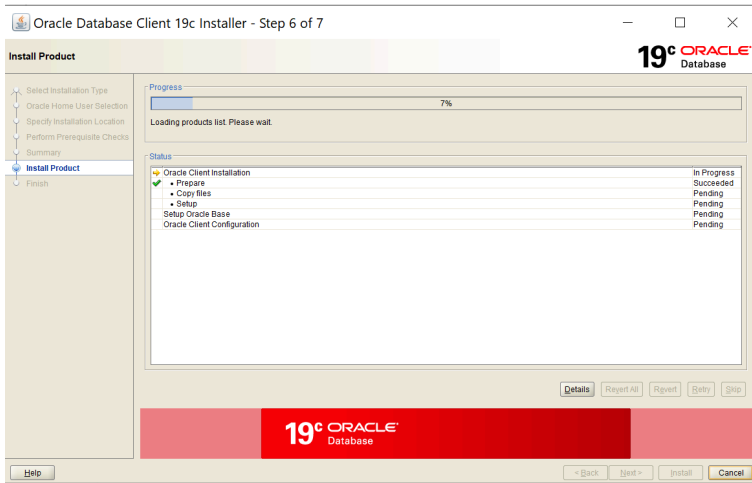 Oracle Database Client 19c Installer - Step 6 of 7
Install Product
19c ORACLE
Database
Select Installation Type
Oracle Home User Selection
Specify Installation Location
Perform Prerequisite Checks
Summary
Install Product
Finish
Progress
7%
Loading products list. Please wait.
Status
Oracle Client Installation In Progress
• Prepare Succeeded
• Copy files Pending
• Setup Pending
Setup Oracle Base Pending
Oracle Client Configuration Pending
Details Revert All Revert Retry Skip
19c ORACLE
Database
Help < Back Next > Install Cancel